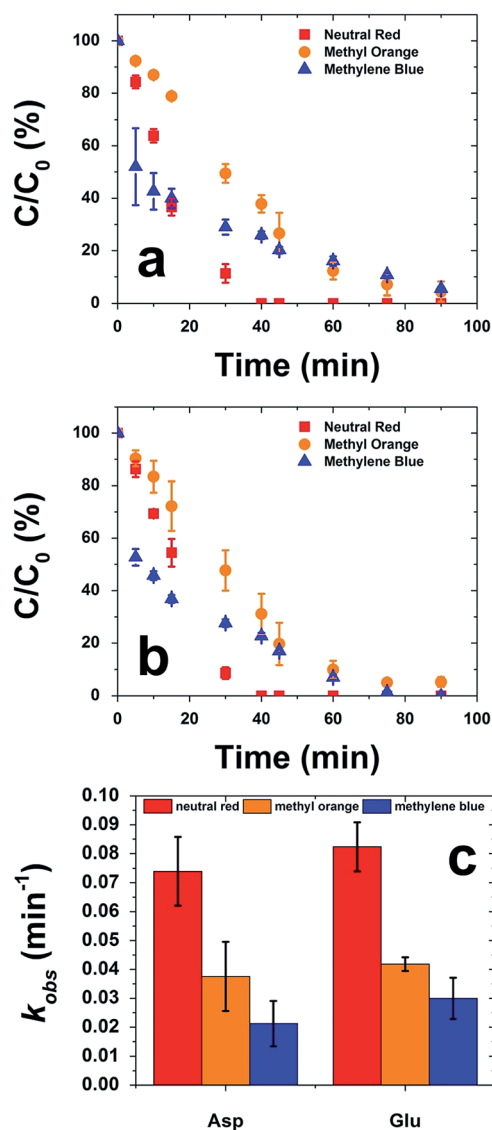 Neutral Red
Methyl Orange
Methylene Blue
100
80
60
40
20
0
C/C0 (%)
a
0 20 40 60 80 100
Time (min)
Neutral Red
Methyl Orange
Methylene Blue
100
80
60
40
20
0
C/C0 (%)
b
0 20 40 60 80 100
Time (min)
neutral red methyl orange methylene blue
0.10
0.09
0.08
0.07
0.06
0.05
0.04
0.03
0.02
0.01
0.00
kobs (min-1)
c
Asp Glu